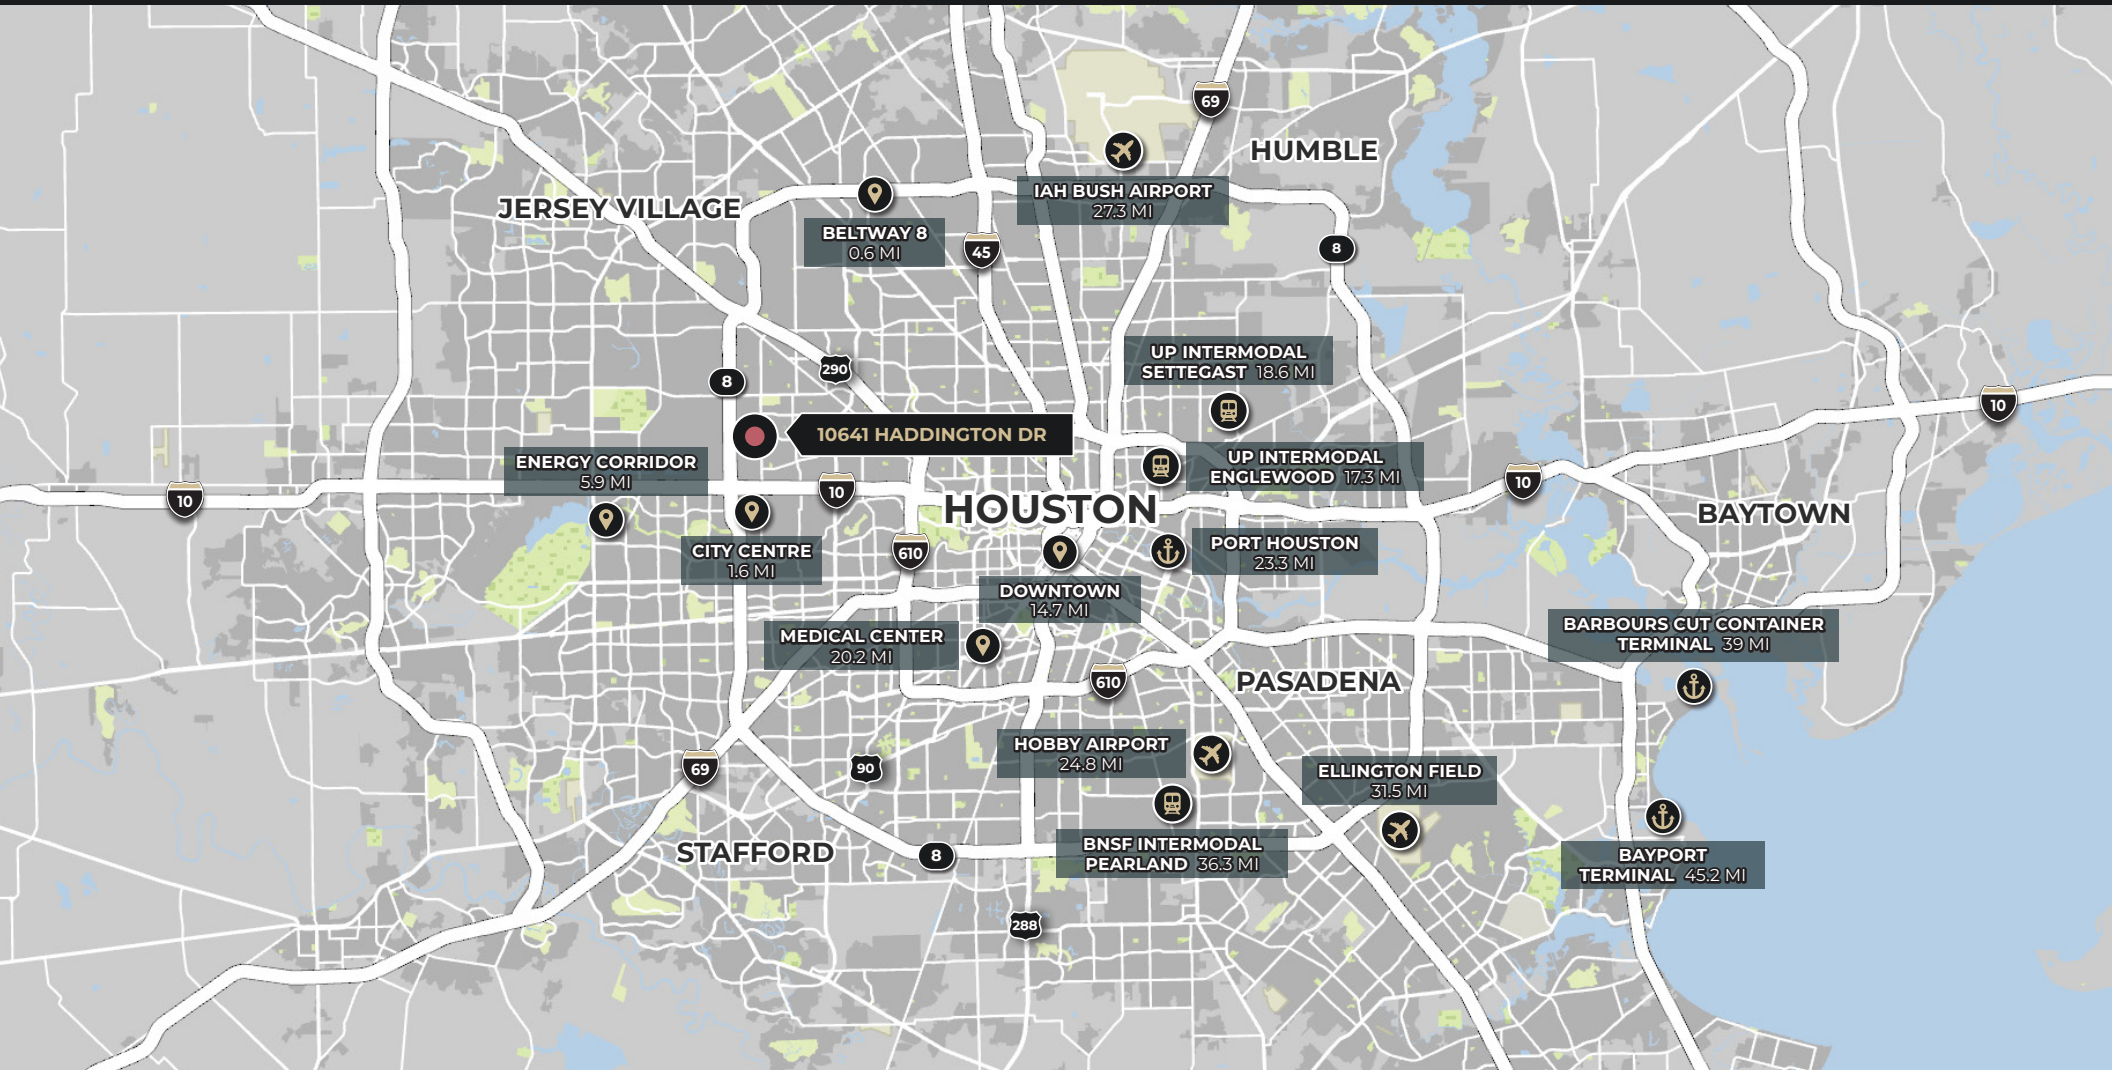 69
HUMBLE
IAH BUSH AIRPORT
27.3 MI
JERSEY VILLAGE
BELTWAY 8
0.6 MI
45
8
UP INTERMODAL
SETTEGAST 18.6 MI
290
8
10
10641 HADDINGTON DR
ENERGY CORRIDOR
5.9 MI
UP INTERMODAL
ENGLEWOOD 17.3 MI
10
10
10
HOUSTON
BAYTOWN
CITY CENTRE
1.6 MI
610
PORT HOUSTON
23.3 MI
DOWNTOWN
14.7 MI
BARBOURS CUT CONTAINER
TERMINAL 39 MI
MEDICAL CENTER
20.2 MI
610
PASADENA
HOBBY AIRPORT
24.8 MI
69
90
ELLINGTON FIELD
31.5 MI
STAFFORD
8
BNSF INTERMODAL
PEARLAND 36.3 MI
BAYPORT
TERMINAL 45.2 MI
288